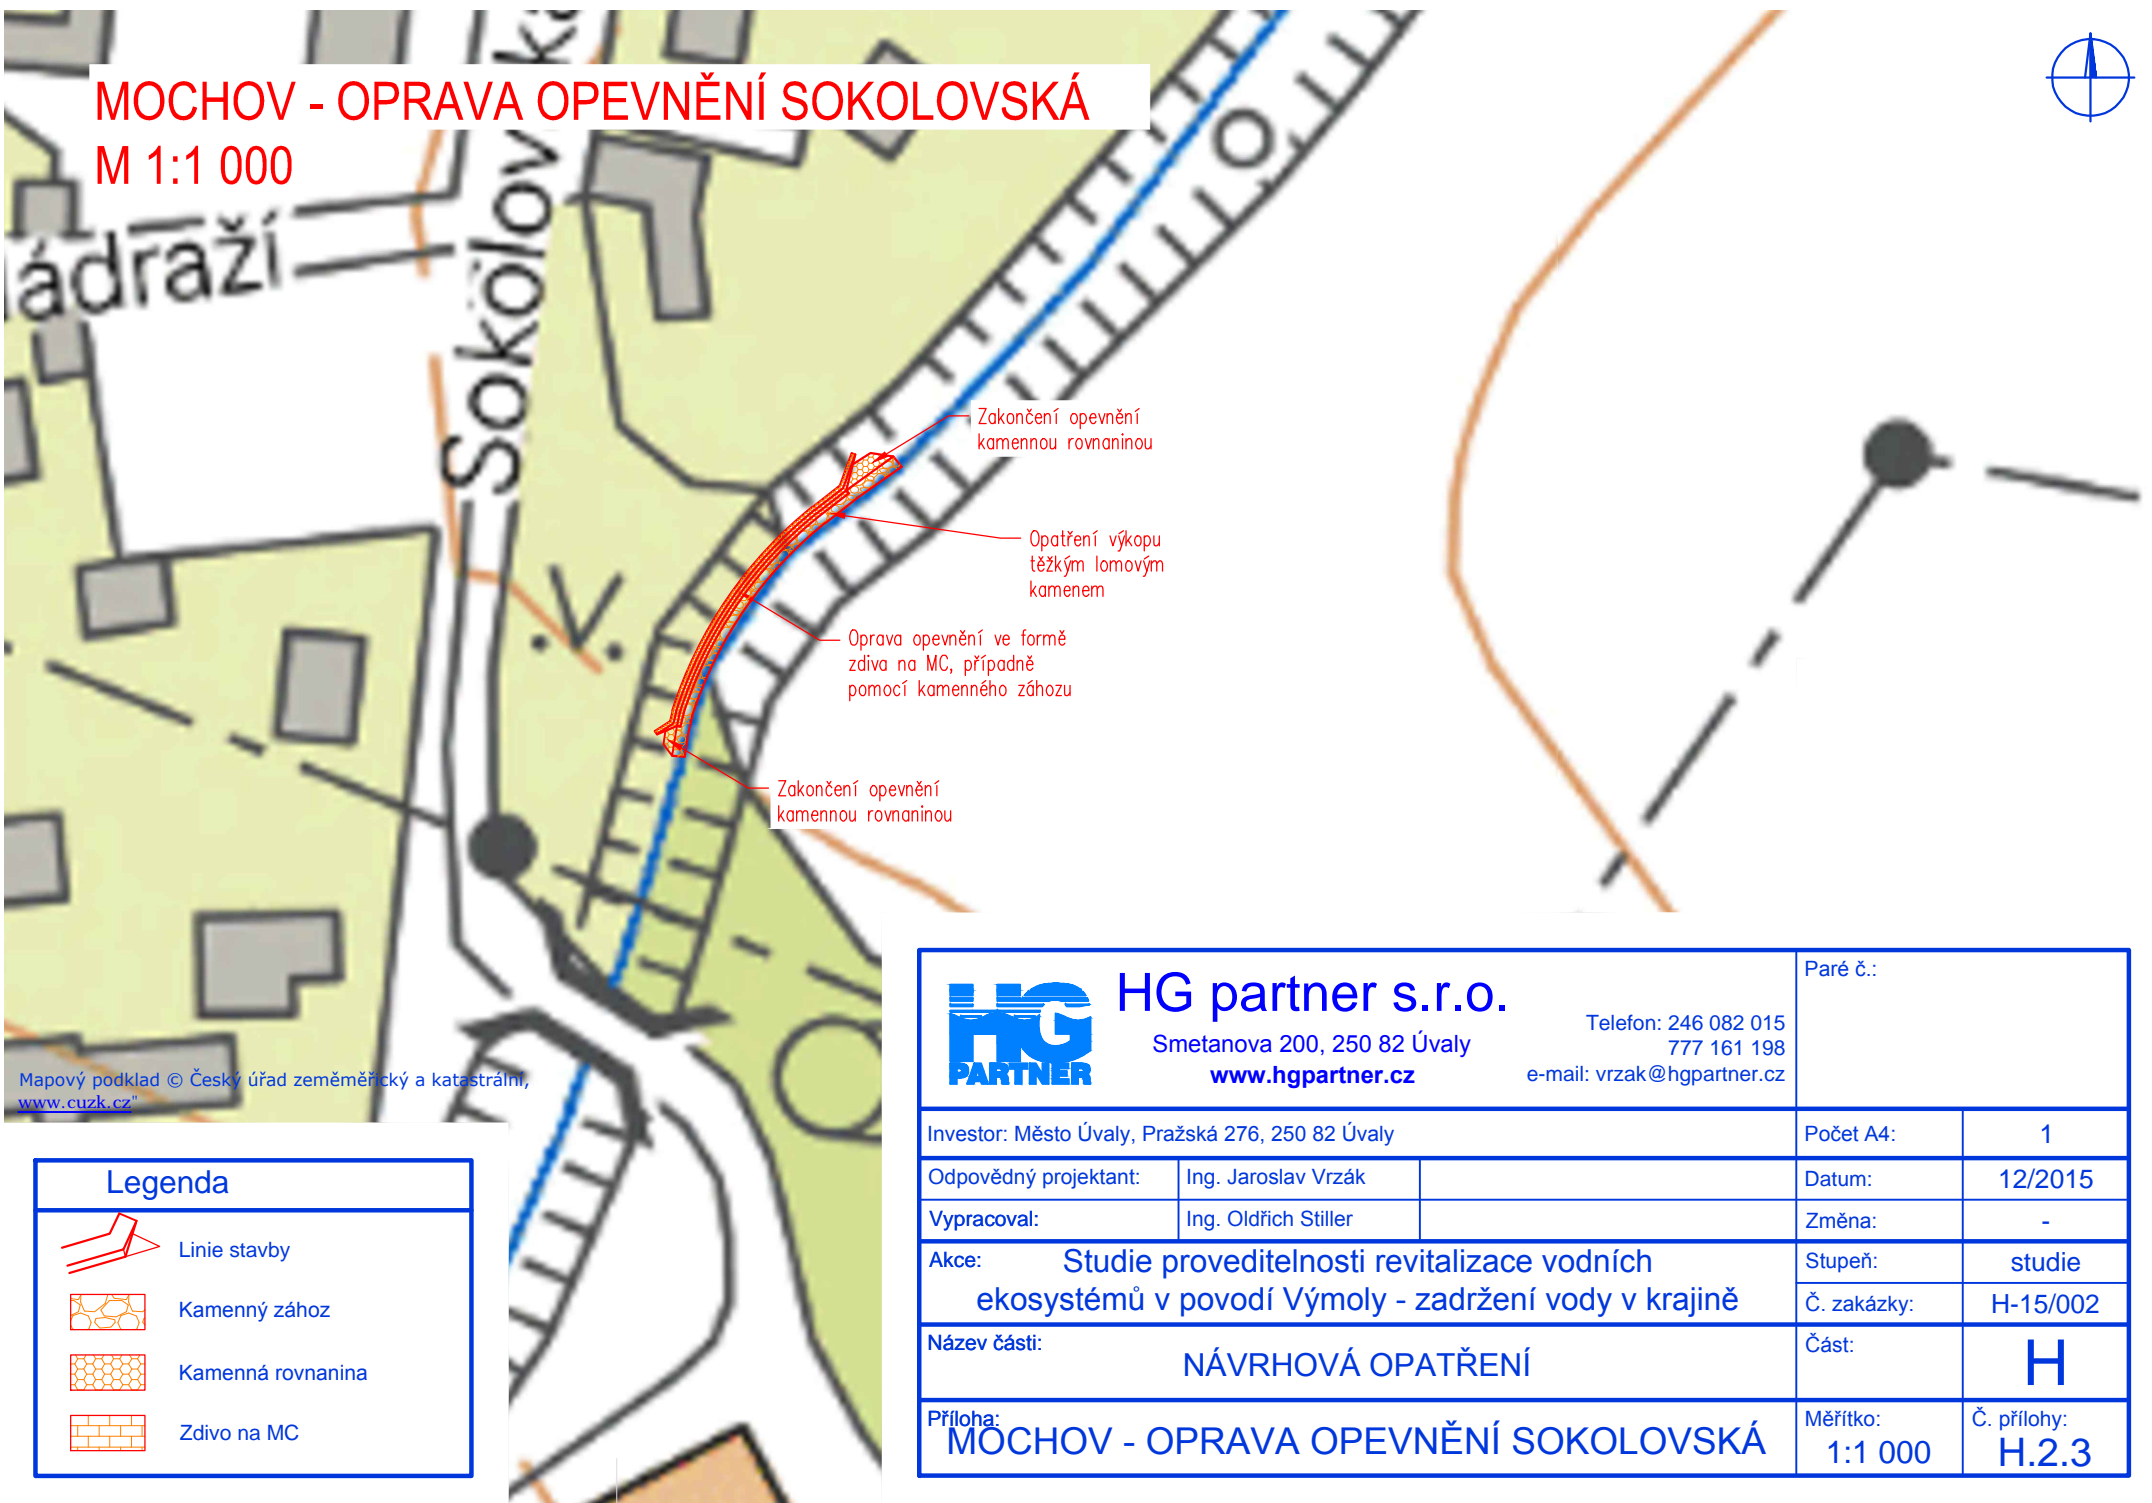 MOCHOV - OPRAVA OPEVNĚNÍ SOKOLOVSKÁ
M 1:1 000
ádraží
Sokolovská
O.
.V.
Zakončení opevnění
kamennou rovnaninou
Opatření výkopu
těžkým lomovým
kamenem
Oprava opevnění ve formě
zdiva na MC, případně
pomocí kamenného záhozu
Zakončení opevnění
kamennou rovnaninou
Mapový podklad © Český úřad zeměměřický a katastrální,
www.cuzk.cz"
Legenda
Linie stavby
Kamenný zához
Kamenná rovnanina
Zdivo na MC
HG
PARTNER
HG partner s.r.o.
Smetanova 200, 250 82 Úvaly
www.hgpartner.cz
Telefon: 246 082 015
777 161 198
e-mail: vrzak@hgpartner.cz
Paré č.:
Investor: Město Úvaly, Pražská 276, 250 82 Úvaly
Počet A4: 1
Odpovědný projektant: Ing. Jaroslav Vrzák
Datum: 12/2015
Vypracoval: Ing. Oldřich Stiller
Změna: -
Akce: Studie proveditelnosti revitalizace vodních
ekosystémů v povodí Výmoly - zadržení vody v krajině
Stupeň: studie
Č. zakázky: H-15/002
Název části:
NÁVRHOVÁ OPATŘENÍ
Část: H
Příloha:
MOCHOV - OPRAVA OPEVNĚNÍ SOKOLOVSKÁ
Měřítko:
1:1 000
Č. přílohy:
H.2.3